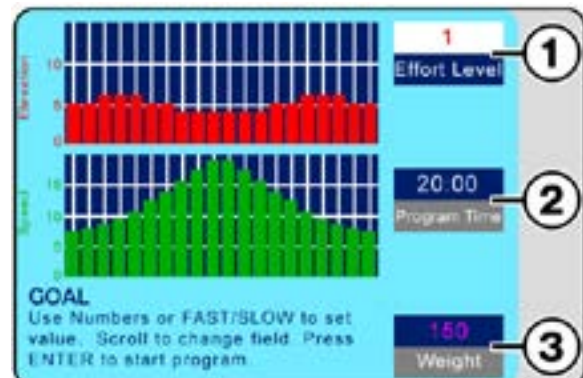 Elevation
10
5
0
Speed
15
10
5
0
1
Effort Level
1
20:00
Program Time
2
150
Weight
3
GOAL
Use Numbers or FAST/SLOW to set
value. Scroll to change field. Press
ENTER to start program.